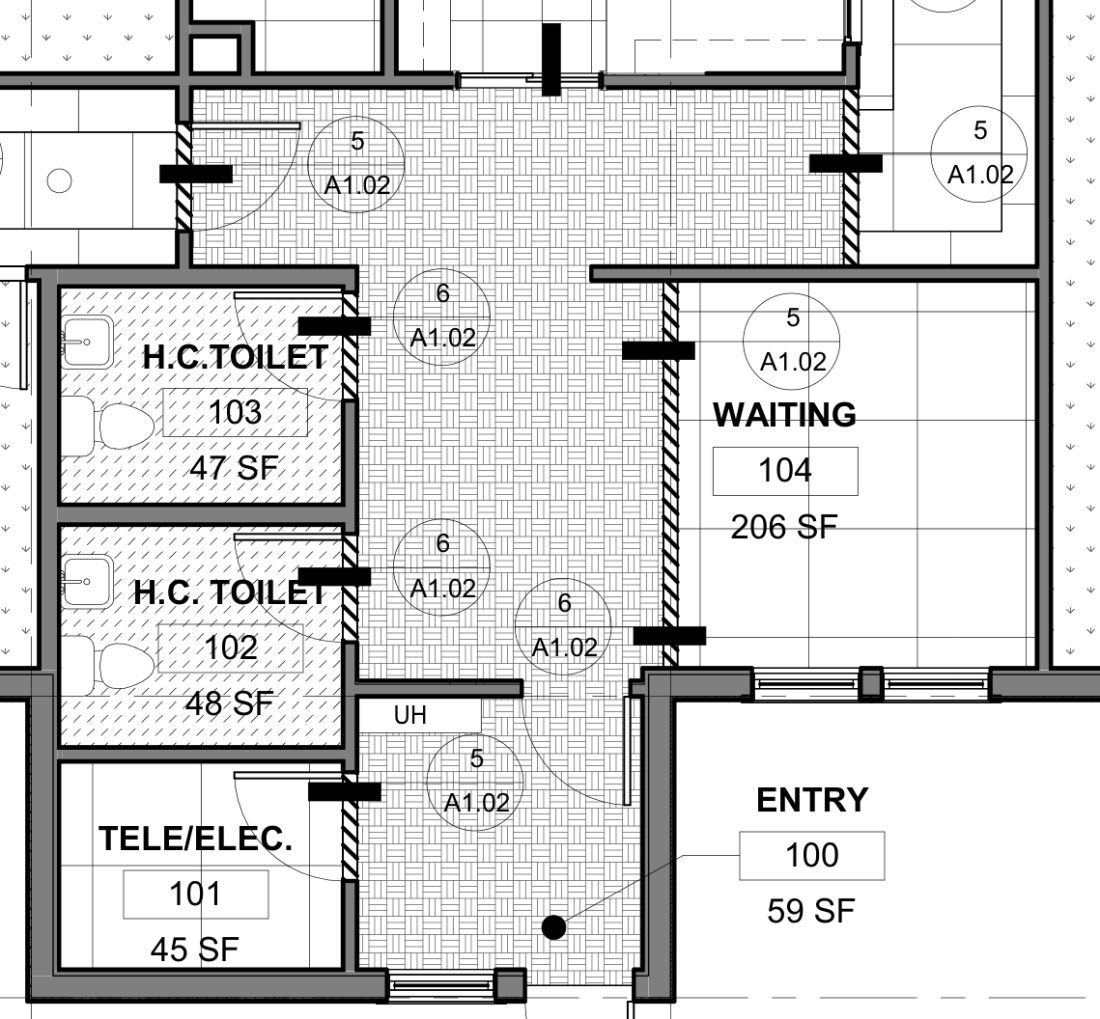 5
A1.02
5
A1.02
6
A1.02
5
A1.02
H.C.TOILET
103
47 SF
WAITING
104
206 SF
6
A1.02
6
A1.02
H.C. TOILET
102
48 SF
UH
5
A1.02
ENTRY
100
59 SF
TELE/ELEC.
101
45 SF